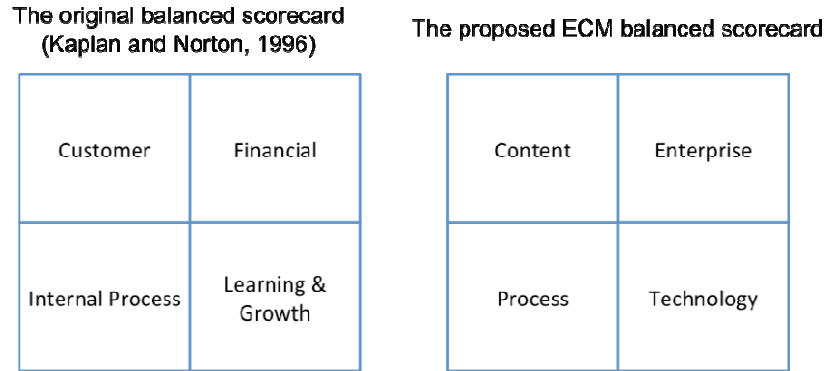 The original balanced scorecard
(Kaplan and Norton, 1996)
The proposed ECM balanced scorecard
Customer
Financial
Internal Process
Learning &
Growth
Content
Enterprise
Process
Technology